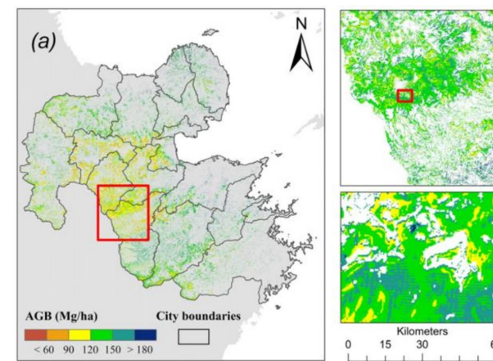 (a)
N
AGB (Mg/ha)
City boundaries
< 60 90 120 150 > 180
Kilometers
0 15 30